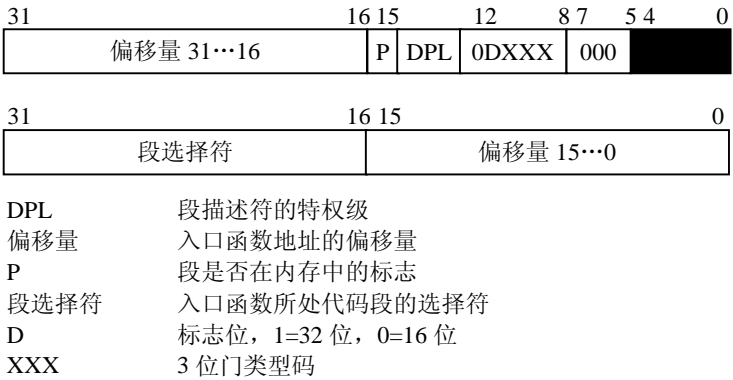 31 16 15 12 8 7 5 4 0
偏移量 31…16 P DPL 0DXXX 000
31 16 15 0
段选择符 偏移量 15…0
DPL 段描述符的特权级
偏移量 入口函数地址的偏移量
P 段是否在内存中的标志
段选择符 入口函数所处代码段的选择符
D 标志位，1=32 位，0=16 位
XXX 3 位门类型码